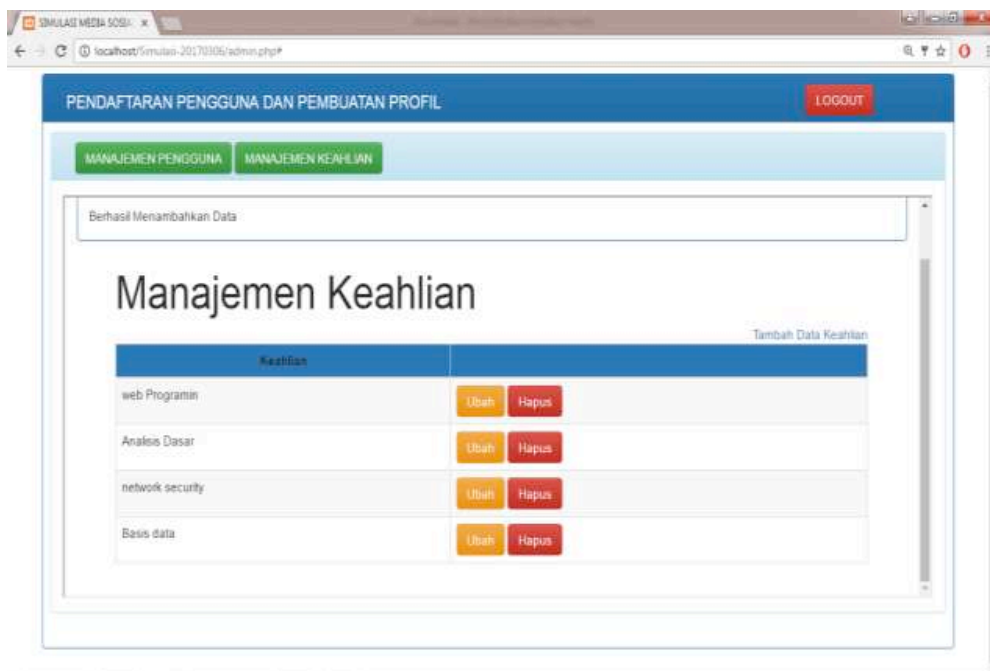 SIMULASI MEDIA SOSI
localhost/Simulasi-20170306/admin.php#
PENDAFTARAN PENGGUNA DAN PEMBUATAN PROFIL
LOGOUT
MANAJEMEN PENGGUNA
MANAJEMEN KEAHLIAN
Berhasil Menambahkan Data
Manajemen Keahlian
Tambah Data Keahlian
Keahlian
web Programin
Ubah Hapus
Analisis Dasar
Ubah Hapus
network security
Ubah Hapus
Basis data
Ubah Hapus